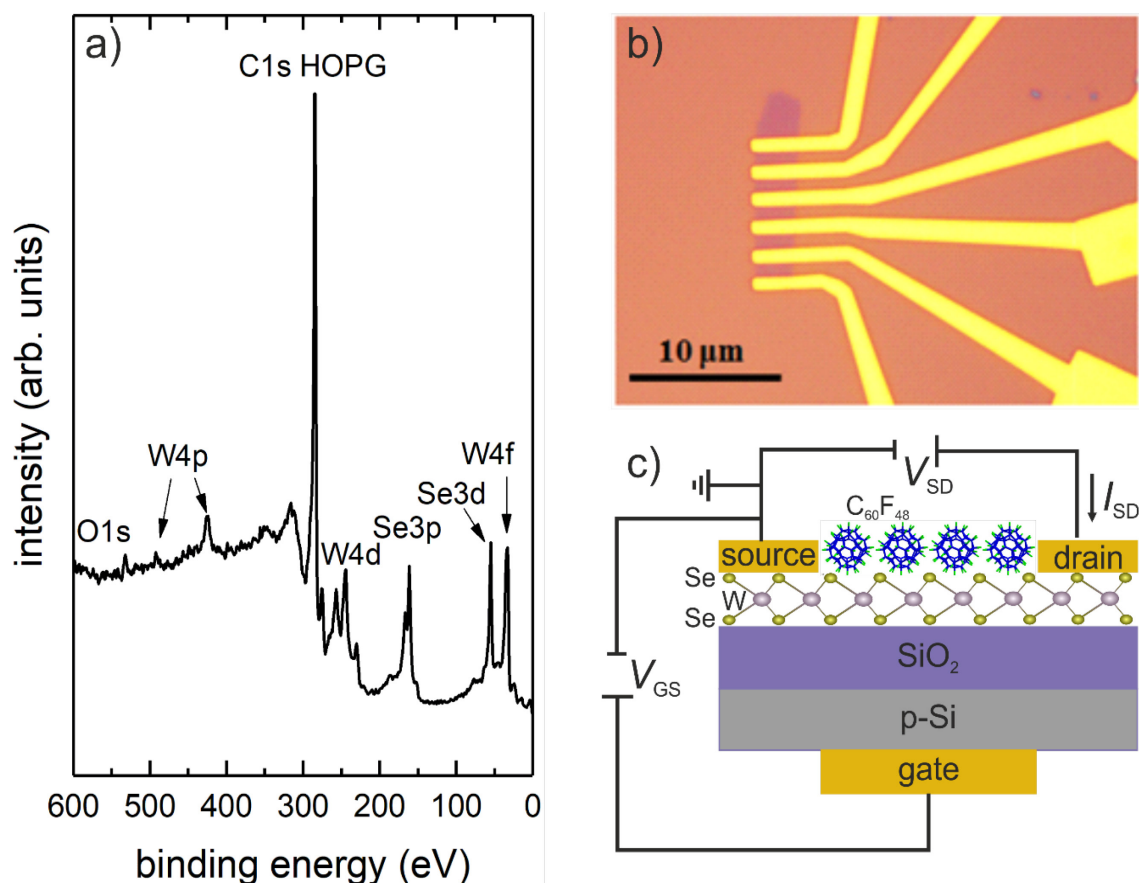 a)
C1s HOPG
W4p
O1s
W4d
Se3p
Se3d
W4f
intensity (arb. units)
600 500 400 300 200 100 0
binding energy (eV)
b)
10 µm
c)
V_SD
I_SD
C₆₀F₄₈
source
drain
Se
W
Se
SiO₂
V_GS
p-Si
gate